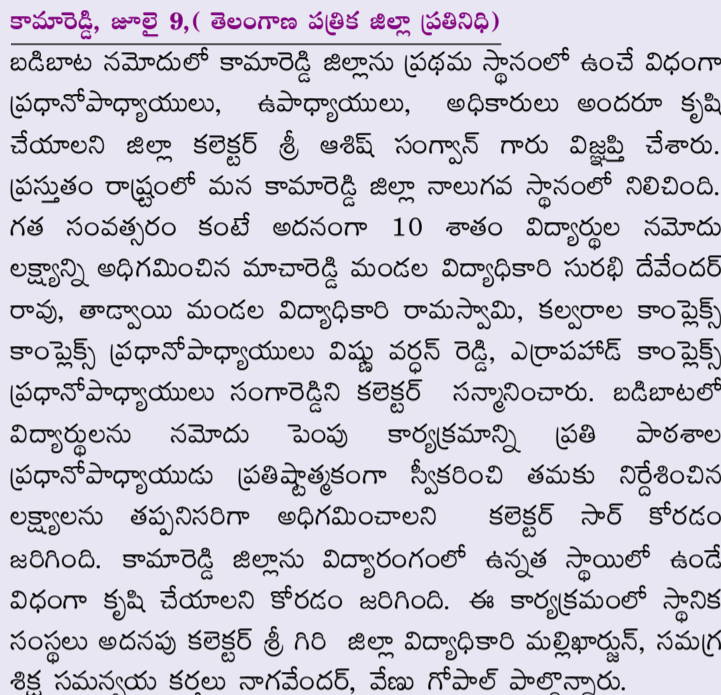 కామారెడ్డి, జూలై 9,( తెలంగాణ పత్రిక జిల్లా ప్రతినిధి)
బడిబాట నమోదులో కామారెడ్డి జిల్లాను ప్రథమ స్థానంలో ఉంచే విధంగా
ప్రధానోపాధ్యాయులు, ఉపాధ్యాయులు, అధికారులు అందరూ కృషి
చేయాలని జిల్లా కలెక్టర్ శ్రీ ఆశిష్ సంగ్వాన్ గారు విజ్ఞప్తి చేశారు.
ప్రస్తుతం రాష్ట్రంలో మన కామారెడ్డి జిల్లా నాలుగవ స్థానంలో నిలిచింది.
గత సంవత్సరం కంటే అదనంగా 10 శాతం విద్యార్థుల నమోదు
లక్ష్యాన్ని అధిగమించిన మాచారెడ్డి మండల విద్యాధికారి సురభి దేవేందర్
రావు, తాడ్వాయి మండల విద్యాధికారి రామస్వామి, కల్వరాల కాంప్లెక్స్
కాంప్లెక్స్ ప్రధానోపాధ్యాయులు విష్ణు వర్ధన్ రెడ్డి, ఎర్రాపహాడ్ కాంప్లెక్స్
ప్రధానోపాధ్యాయులు సంగారెడ్డిని కలెక్టర్ సన్మానించారు. బడిబాటలో
విద్యార్థులను నమోదు పెంపు కార్యక్రమాన్ని ప్రతి పాఠశాల
ప్రధానోపాధ్యాయుడు ప్రతిష్టాత్మకంగా స్వీకరించి తమకు నిర్దేశించిన
లక్ష్యాలను తప్పనిసరిగా అధిగమించాలని కలెక్టర్ సార్ కోరడం
జరిగింది. కామారెడ్డి జిల్లాను విద్యారంగంలో ఉన్నత స్థాయిలో ఉండే
విధంగా కృషి చేయాలని కోరడం జరిగింది. ఈ కార్యక్రమంలో స్థానిక
సంస్థలు అదనపు కలెక్టర్ శ్రీ గిరి జిల్లా విద్యాధికారి మల్లిఖార్జున్, సమగ్ర
శిక్ష సమన్వయ కర్తలు నాగవేందర్, వేణు గోపాల్ పాల్గొన్నారు.